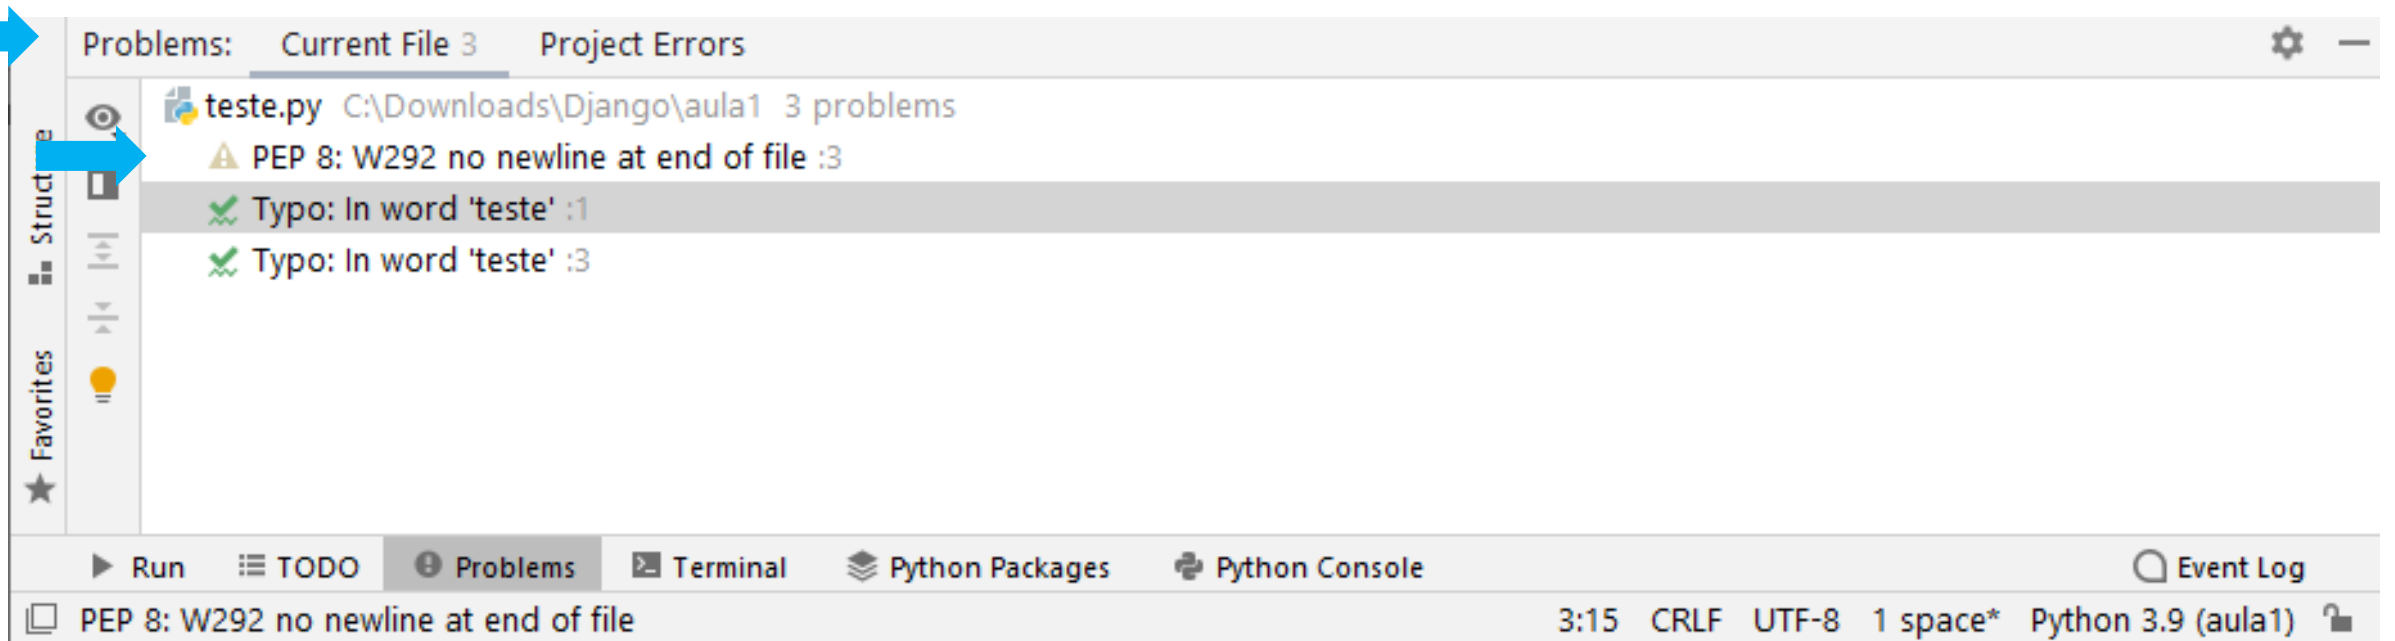 Problems: Current File 3 Project Errors
teste.py C:\Downloads\Django\aula1 3 problems
PEP 8: W292 no newline at end of file :3
Typo: In word 'teste' :1
Typo: In word 'teste' :3
Structure
Favorites
Run TODO Problems Terminal Python Packages Python Console Event Log
PEP 8: W292 no newline at end of file 3:15 CRLF UTF-8 1 space* Python 3.9 (aula1)